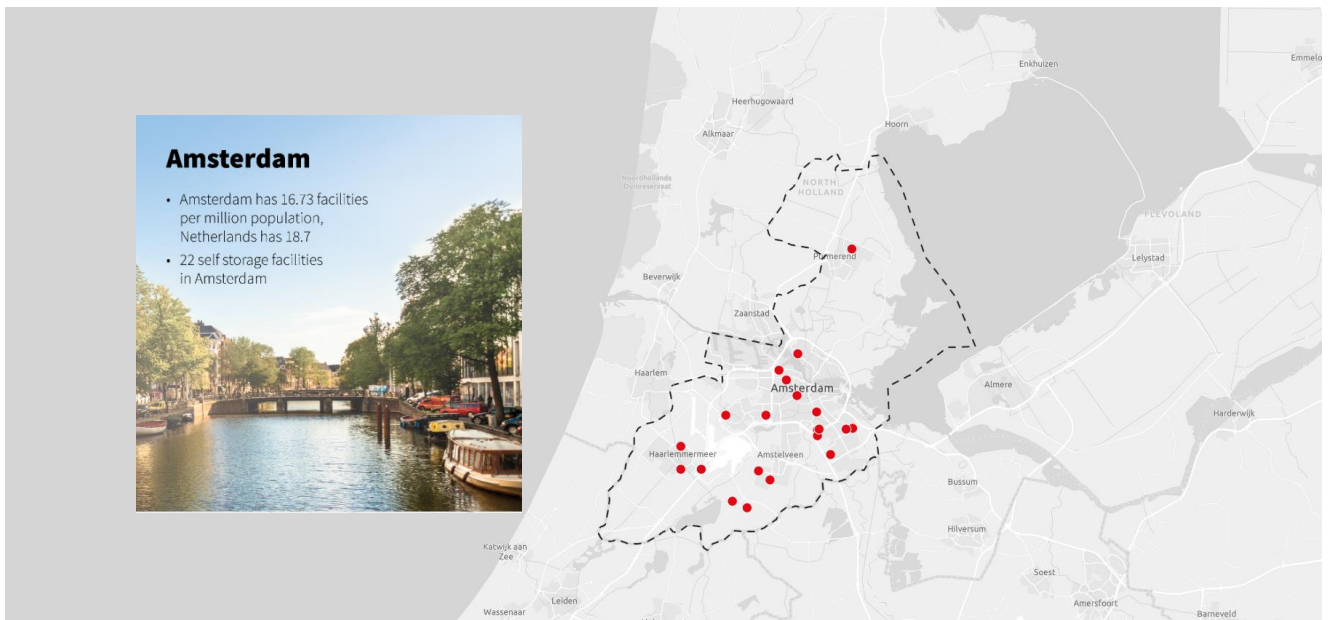 Amsterdam
• Amsterdam has 16.73 facilities
per million population,
Netherlands has 18.7
• 22 self storage facilities
in Amsterdam
Enkhuizen
Heerhugowaard
Alkmaar
Hoorn
Noordhollands
Duinreservaat
NORTH
HOLLAND
FLEVOLAND
Purmerend
Lelystad
Beverwijk
Zaanstad
Haarlem
Amsterdam
Almere
Harderwijk
Haarlemmermeer
Amstelveen
Bussum
Hilversum
Katwijk aan
Zee
Soest
Leiden
Amersfoort
Wassenaar
Barneveld